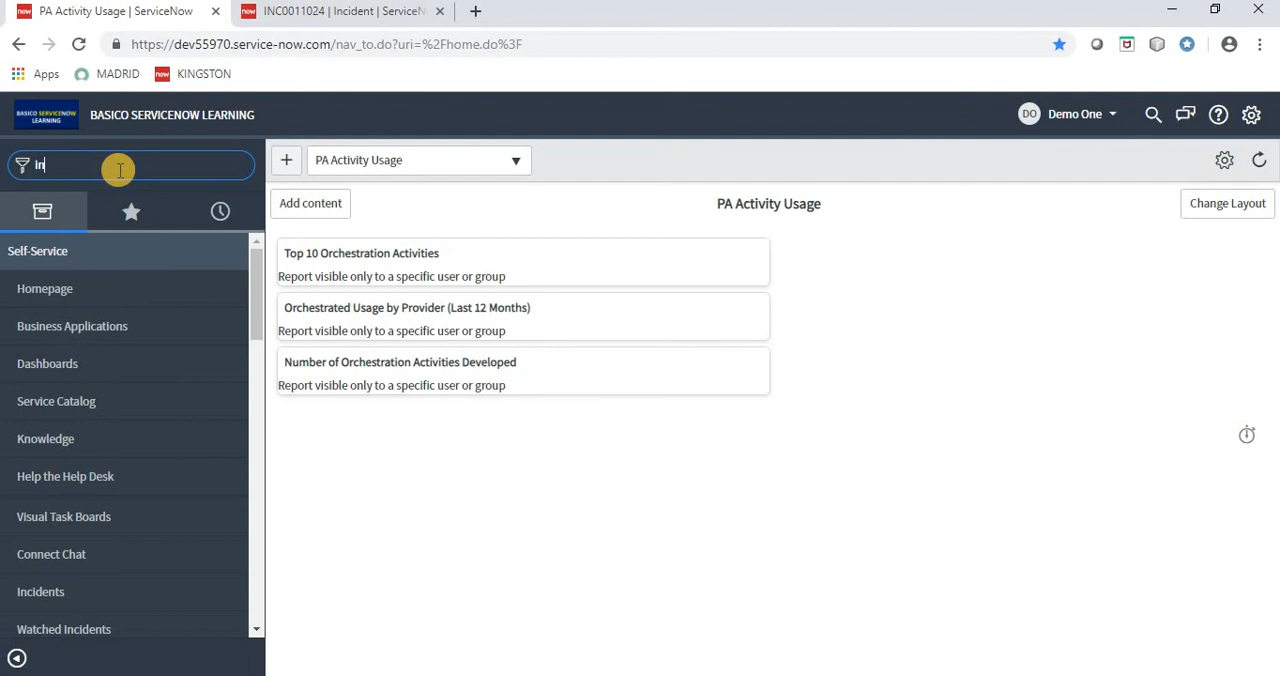 PA Activity Usage | ServiceNow
INC0011024 | Incident | ServiceN
https://dev55970.service-now.com/nav_to.do?uri=%2Fhome.do%3F
Apps MADRID KINGSTON
BASICO SERVICENOW LEARNING
BASICO SERVICENOW LEARNING
DO Demo One
In
PA Activity Usage
Add content
PA Activity Usage
Change Layout
Self-Service
Homepage
Business Applications
Dashboards
Service Catalog
Knowledge
Help the Help Desk
Visual Task Boards
Connect Chat
Incidents
Watched Incidents
Top 10 Orchestration Activities
Report visible only to a specific user or group
Orchestrated Usage by Provider (Last 12 Months)
Report visible only to a specific user or group
Number of Orchestration Activities Developed
Report visible only to a specific user or group